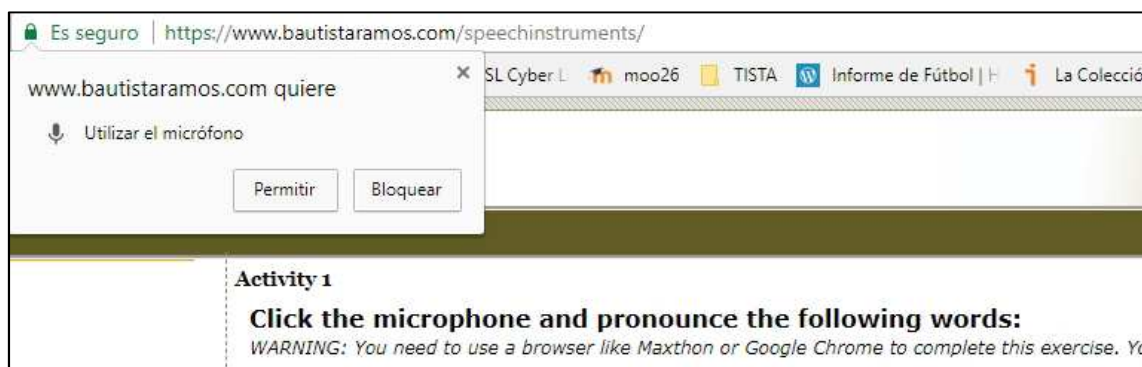 Es seguro | https://www.bautistaramos.com/speechinstruments/
SL Cyber L moo26 TISTA Informe de Fútbol | H La Colecció
www.bautistaramos.com quiere ×
Utilizar el micrófono
Permitir Bloquear
Activity 1
Click the microphone and pronounce the following words:
WARNING: You need to use a browser like Maxthon or Google Chrome to complete this exercise. Yo